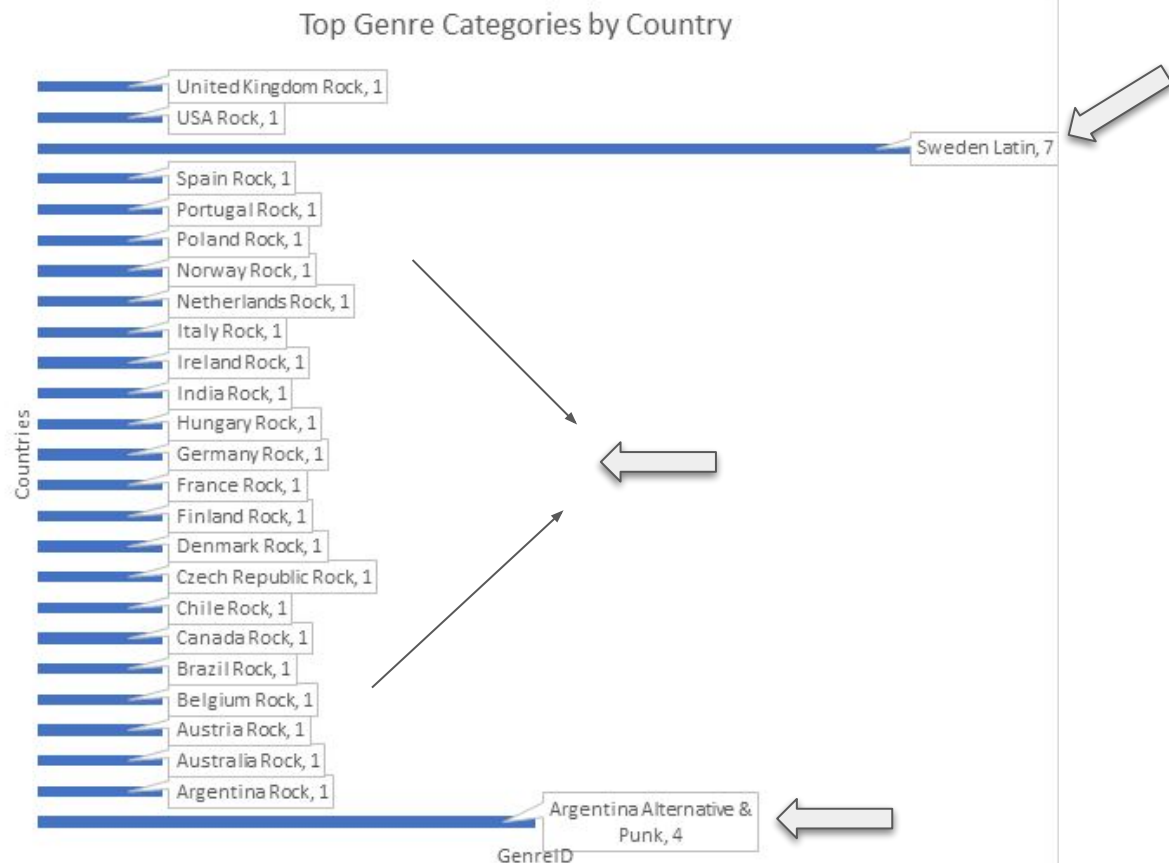 Top Genre Categories by Country
United Kingdom Rock, 1
USA Rock, 1
Sweden Latin, 7
Spain Rock, 1
Portugal Rock, 1
Poland Rock, 1
Norway Rock, 1
Netherlands Rock, 1
Italy Rock, 1
Ireland Rock, 1
India Rock, 1
Hungary Rock, 1
Germany Rock, 1
France Rock, 1
Finland Rock, 1
Denmark Rock, 1
Czech Republic Rock, 1
Chile Rock, 1
Canada Rock, 1
Brazil Rock, 1
Belgium Rock, 1
Austria Rock, 1
Australia Rock, 1
Argentina Rock, 1
Argentina Alternative &
Punk, 4
Countries
GenreID